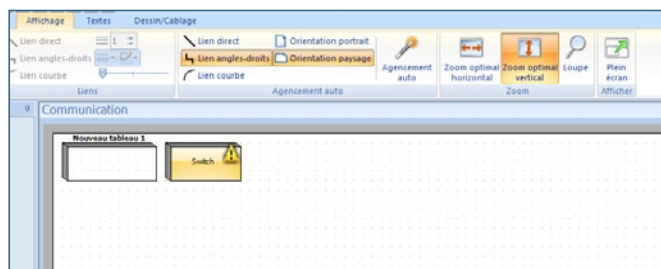 Affichage Textes Dessin/Cablage
Lien direct 1 Lien direct Orientation portrait
Lien angles-droits Lien angles-droits Orientation paysage Agencement auto Zoom optimal horizontal Zoom optimal vertical Loupe Plein écran
Lien courbe Lien courbe
Liens Agencement auto Zoom Afficher
Communication
Nouveau tableau 1
Switch